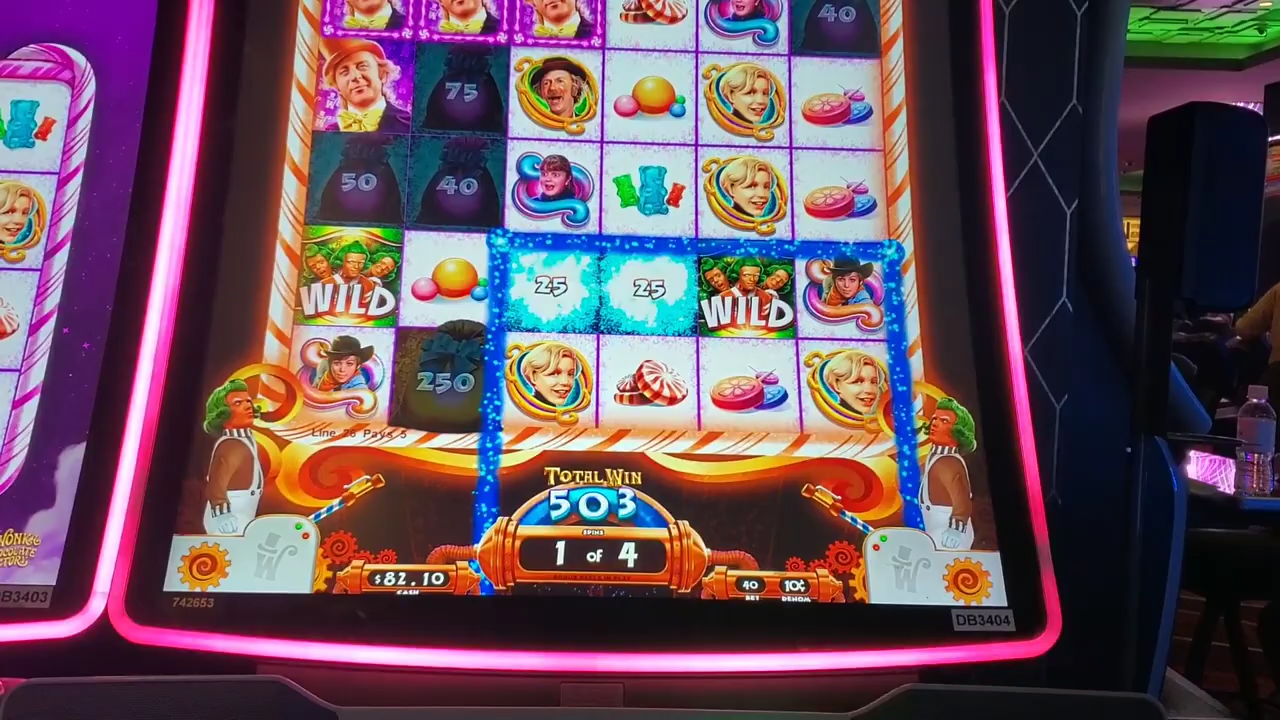 40
75
50
40
25
25
WILD
WILD
250
Line 26 Pays 5
TOTAL WIN
503
SPINS
1 OF 4
$82.10
CASH
40
BET
10¢
DENOM
742653
DB3404
DB3403
W
W